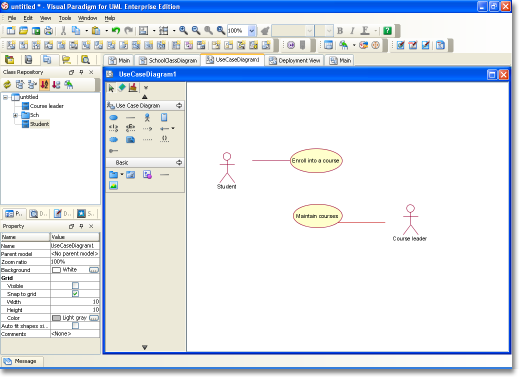 untitled * - Visual Paradigm for UML Enterprise Edition
File Edit View Tools Window Help
100%
B I F
Class Repository
Main SchoolClassDiagram UseCaseDiagram1 Deployment View Main
untitled
Course leader
Sch
Student
UseCaseDiagram1
Use Case Diagram
Basic
Enroll into a course
Student
Maintain courses
Course leader
P... D... D... S...
Property
Name Value
Name UseCaseDiagram1
Parent model <No parent model>
Zoom ratio 100%
Background White ...
Grid
Visible
Snap to grid
Width 10
Height 10
Color Light gray ...
Auto fit shapes si...
Comments <None>
Message